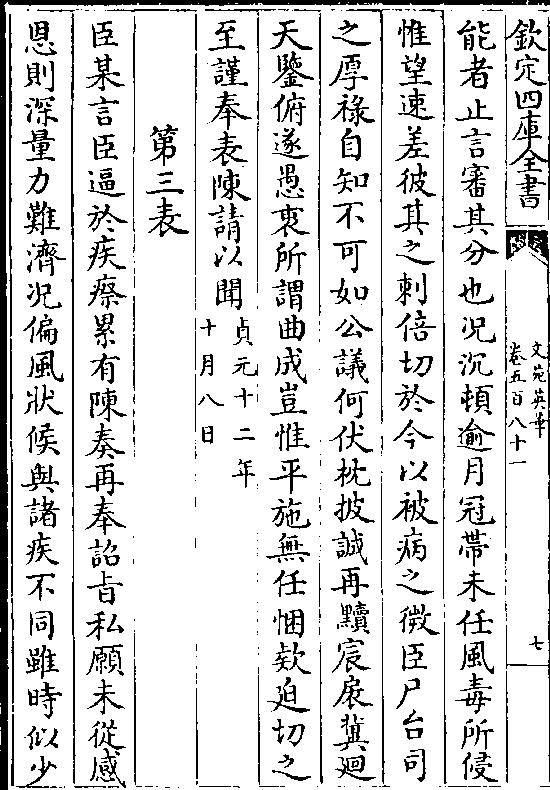 欽定四庫全書
文苑英華
卷五百八十一
七
能者止言審其分也况沉頓逾月冠帶未任風毒所侵
惟望速差彼其之刺倍切於今以被病之微臣尸台司
之厚禄自知不可如公議何伏枕披誠再黷宸扆冀廻
天鑒俯遂愚衷所謂曲成豈惟平施無任悃欵迫切之
至謹奉表陳請以聞
貞元十二年
十月八日
第三表
臣某言臣逼於疾瘵累有陳奏再奉詔旨私願未從感
恩則深量力難濟况偏風狀候與諸疾不同雖時似少